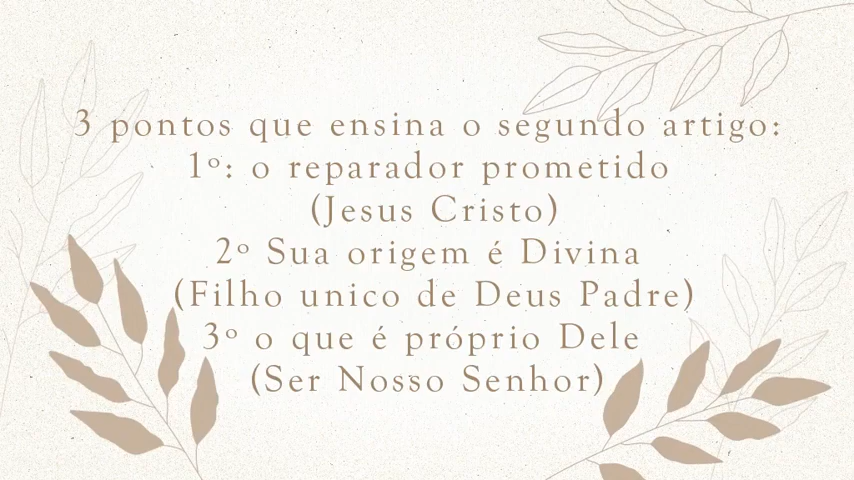 3 pontos que ensina o segundo artigo:
1º: o reparador prometido
(Jesus Cristo)
2º Sua origem é Divina
(Filho unico de Deus Padre)
3º o que é próprio Dele
(Ser Nosso Senhor)